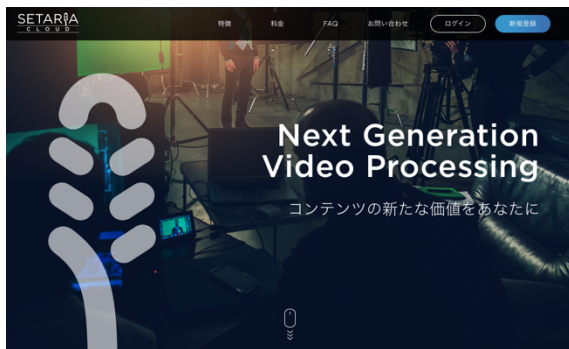 SETARIA
CLOUD
特徴
料金
FAQ
お問い合わせ
ログイン
新規登録
Next Generation
Video Processing
コンテンツの新たな価値をあなたに